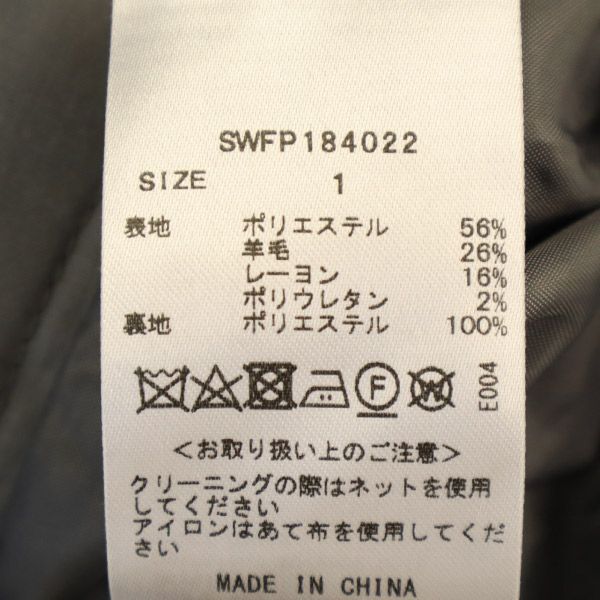 SWFP184022
SIZE 1
表地 ポリエステル 56%
羊毛 26%
レーヨン 16%
ポリウレタン 2%
裏地 ポリエステル 100%
F W E004
<お取り扱い上のご注意>
クリーニングの際はネットを使用
してください
アイロンはあて布を使用してくだ
さい
MADE IN CHINA